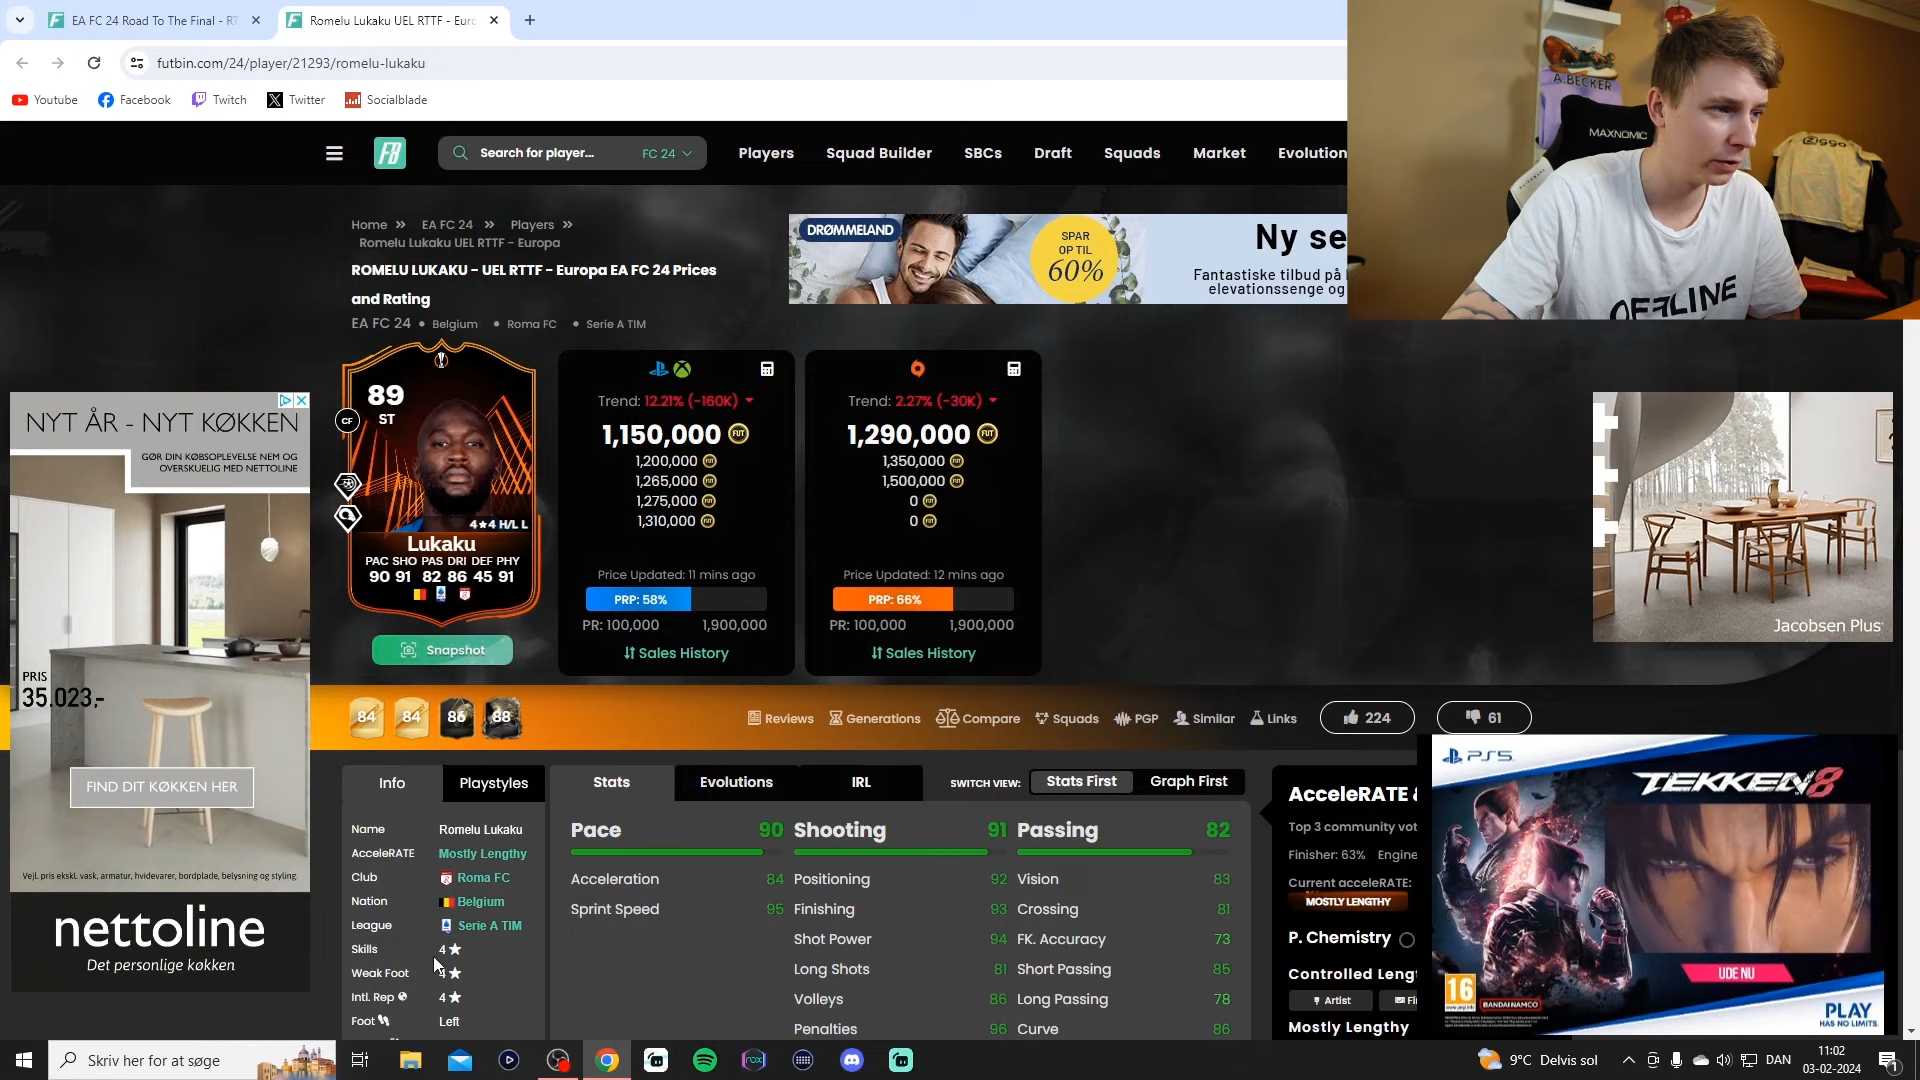 EA FC 24 Road To The Final - RT
Romelu Lukaku UEL RTTF - Euro
futbin.com/24/player/21293/romelu-lukaku
Youtube
Facebook
Twitch
Twitter
Socialblade
FB
Search for player...
FC 24
Players
Squad Builder
SBCs
Draft
Squads
Market
Evolution
A.BECKER
MAXNOMIC
OFFLINE
Home » EA FC 24 » Players »
Romelu Lukaku UEL RTTF - Europa
ROMELU LUKAKU - UEL RTTF - Europa EA FC 24 Prices
and Rating
EA FC 24 • Belgium • Roma FC • Serie A TIM
DRØMMELAND
SPAR
OP TIL
60%
Ny se
Fantastiske tilbud på
elevationssenge og
89
ST
CF
4★4 H/L L
Lukaku
PAC SHO PAS DRI DEF PHY
90 91 82 86 45 91
Snapshot
Trend: 12.21% (-160K)
1,150,000
1,200,000
1,265,000
1,275,000
1,310,000
Price Updated: 11 mins ago
PRP: 58%
PR: 100,000 1,900,000
Sales History
Trend: 2.27% (-30K)
1,290,000
1,350,000
1,500,000
0
0
Price Updated: 12 mins ago
PRP: 66%
PR: 100,000 1,900,000
Sales History
NYT ÅR - NYT KØKKEN
GØR DIN KØBSOPLEVELSE NEM OG
OVERSKUELIG MED NETTOLINE
PRIS
35.023,-
FIND DIT KØKKEN HER
Vejl. pris ekskl. vask, armatur, hvidevarer, bordplade, belysning og styling.
nettoline
Det personlige køkken
Jacobsen Plus
84 84 86 88
Reviews
Generations
Compare
Squads
PGP
Similar
Links
224
61
Info
Playstyles
Name Romelu Lukaku
AcceleRATE Mostly Lengthy
Club Roma FC
Nation Belgium
League Serie A TIM
Skills 4★
Weak Foot 4★
Intl. Rep 4★
Foot Left
Stats
Evolutions
IRL
SWITCH VIEW:
Stats First
Graph First
Pace 90
Acceleration 84
Sprint Speed 95
Shooting 91
Positioning 92
Finishing 93
Shot Power 94
Long Shots 81
Volleys 86
Penalties 96
Passing 82
Vision 83
Crossing 81
FK. Accuracy 73
Short Passing 85
Long Passing 78
Curve 86
AcceleRATE &
Top 3 community vot
Finisher: 63% Engine
Current acceleRATE:
MOSTLY LENGTHY
P. Chemistry
Controlled Lengt
Artist
Fi
Mostly Lengthy
PS5
TEKKEN 8
UDE NU
16
BANDAI NAMCO
PLAY
HAS NO LIMITS.
Skriv her for at søge
9°C Delvis sol
DAN
11:02
03-02-2024
1